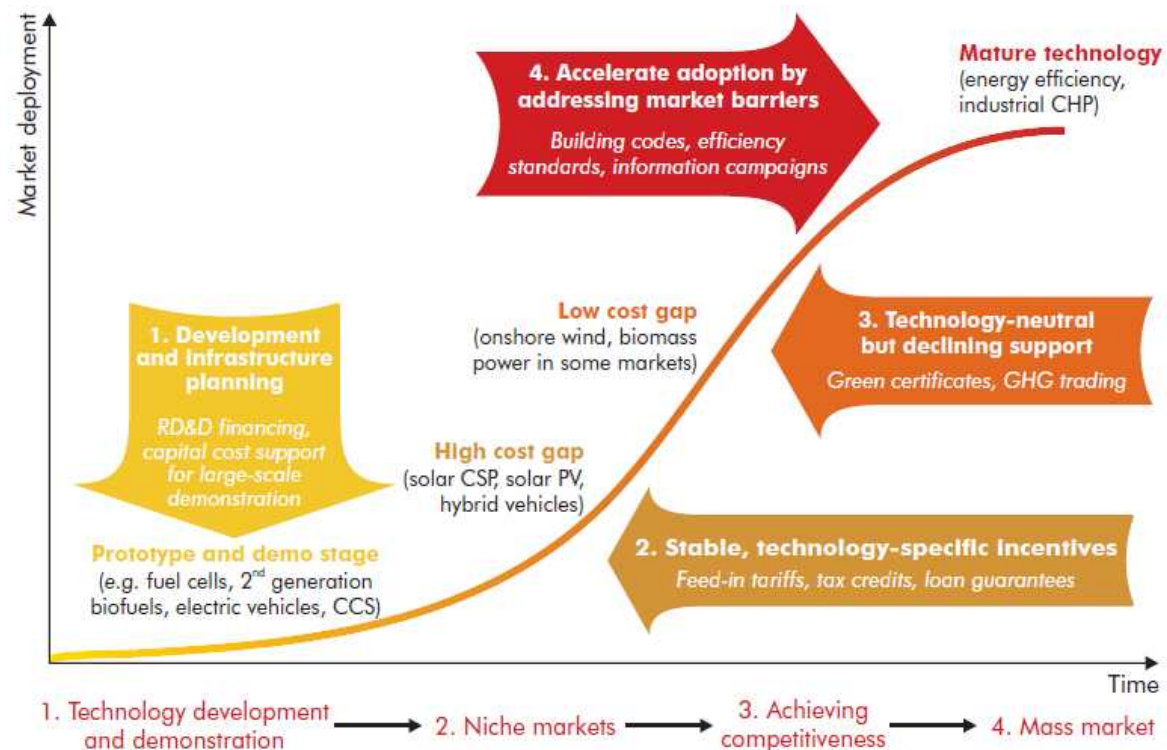 Market deployment
4. Accelerate adoption by
addressing market barriers
Building codes, efficiency
standards, information campaigns
Mature technology
(energy efficiency,
industrial CHP)
1. Development
and infrastructure
planning
RD&D financing,
capital cost support
for large-scale
demonstration
Low cost gap
(onshore wind, biomass
power in some markets)
3. Technology-neutral
but declining support
Green certificates, GHG trading
High cost gap
(solar CSP, solar PV,
hybrid vehicles)
2. Stable, technology-specific incentives
Feed-in tariffs, tax credits, loan guarantees
Prototype and demo stage
(e.g. fuel cells, 2nd generation
biofuels, electric vehicles, CCS)
Time
1. Technology development
and demonstration
2. Niche markets
3. Achieving
competitiveness
4. Mass market